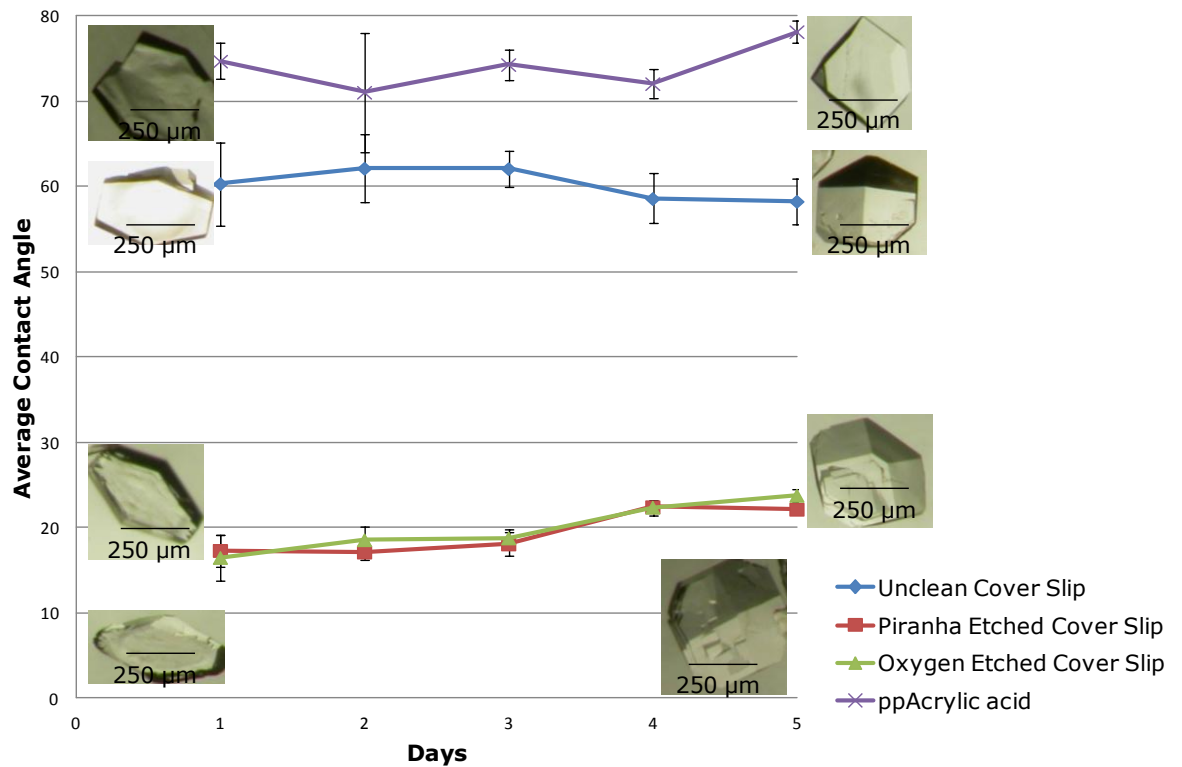 80
70
60
50
40
30
20
10
0
Average Contact Angle
250 µm
250 µm
250 µm
250 µm
250 µm
250 µm
250 µm
250 µm
0 1 2 3 4 5
Days
Unclean Cover Slip
Piranha Etched Cover Slip
Oxygen Etched Cover Slip
ppAcrylic acid